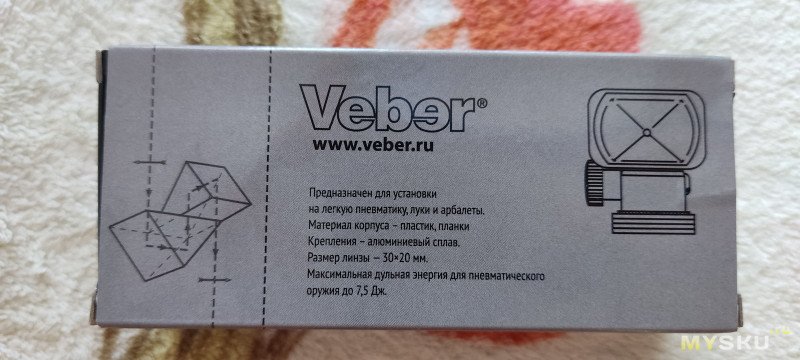 Veber®
www.veber.ru
Предназначен для установки
на легкую пневматику, луки и арбалеты.
Материал корпуса – пластик, планки
Крепления – алюминиевый сплав.
Размер линзы — 30×20 мм.
Максимальная дульная энергия для пневматического
оружия до 7,5 Дж.
MYSKU